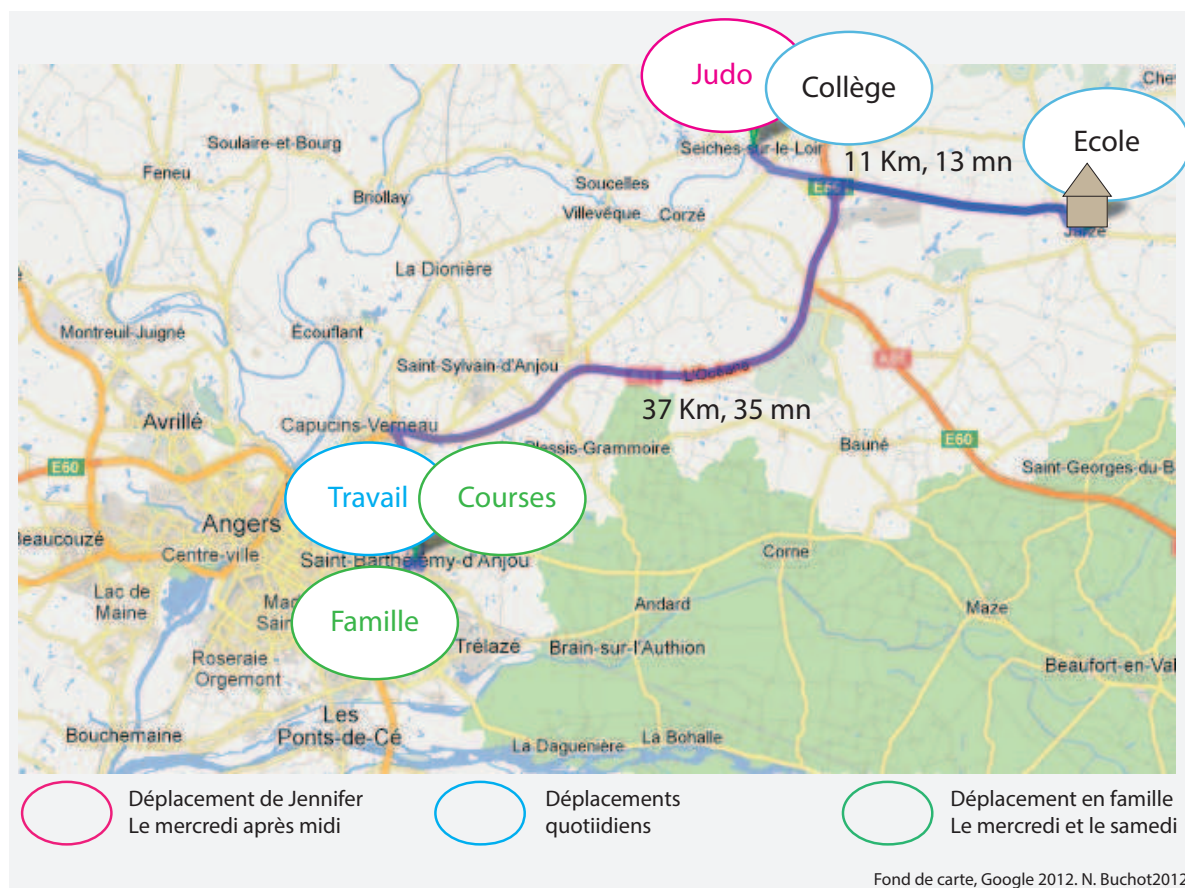 Judo
Collège
Ecole
Che
Seiches-sur-le-Loir
11 Km, 13 mn
Soulaire-et-Bourg
Feneu
Briollay
Soucelles
Villevêque
Corzé
Jarzé
La Dionière
Montreuil-Juigné
Écouflant
Saint-Sylvain-d'Anjou
L'Océane
37 Km, 35 mn
Avrillé
Capucins-Verneau
Plessis-Grammoire
Bauné
E60
E60
Saint-Georges-du-B
Travail
Courses
Angers
Beaucouzé
Centre-ville
Saint-Barthélemy-d'Anjou
Corne
Lac de
Maine
Famille
Andard
Maze
Trélazé
Brain-sur-l'Authion
Roseraie -
Orgemont
Beaufort-en-Val
Les
Ponts-de-Cé
Bouchemaine
La Daguenière
La Bohalle
Déplacement de Jennifer
Le mercredi après midi
Déplacements
quotiidiens
Déplacement en famille
Le mercredi et le samedi
Fond de carte, Google 2012. N. Buchot2012